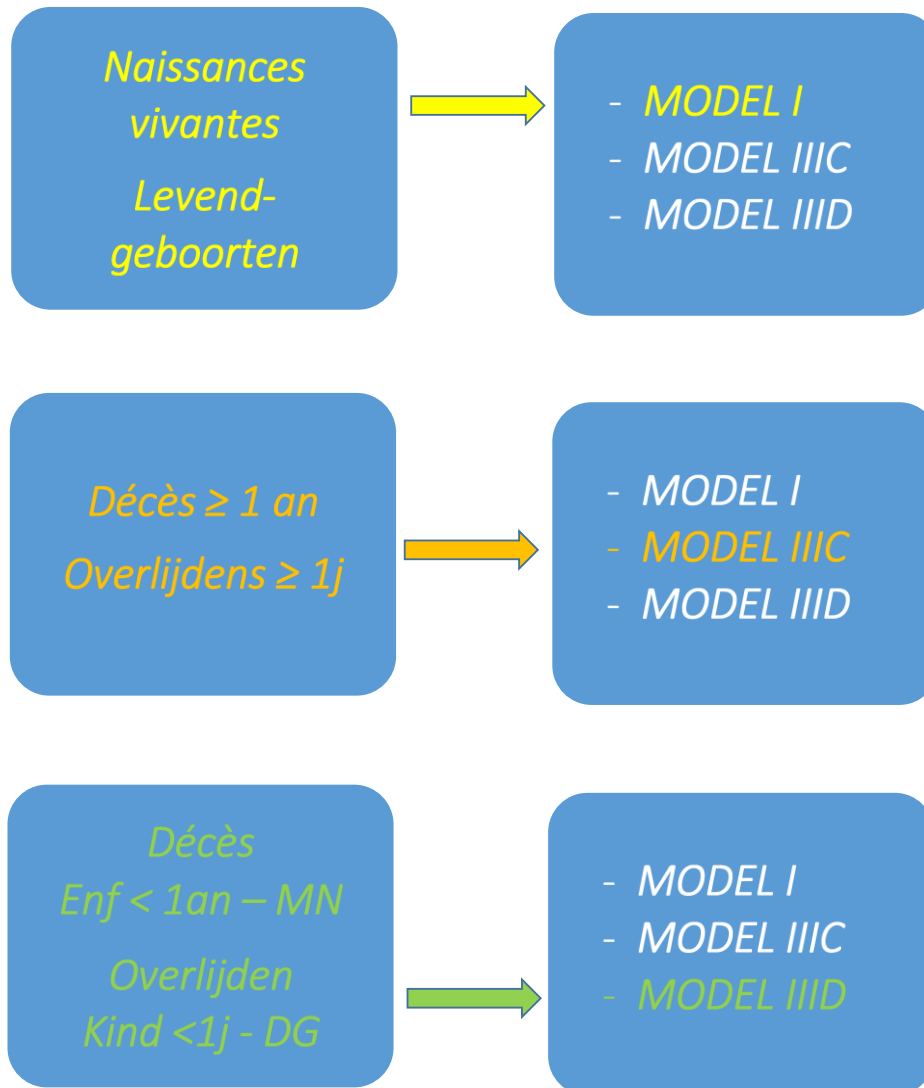 Naissances
vivantes
Levend-
geboorten
- MODEL I
- MODEL IIIC
- MODEL IIID
Décès ≥ 1 an
Overlijdens ≥ 1j
- MODEL I
- MODEL IIIC
- MODEL IIID
Décès
Enf < 1an – MN
Overlijden
Kind <1j - DG
- MODEL I
- MODEL IIIC
- MODEL IIID